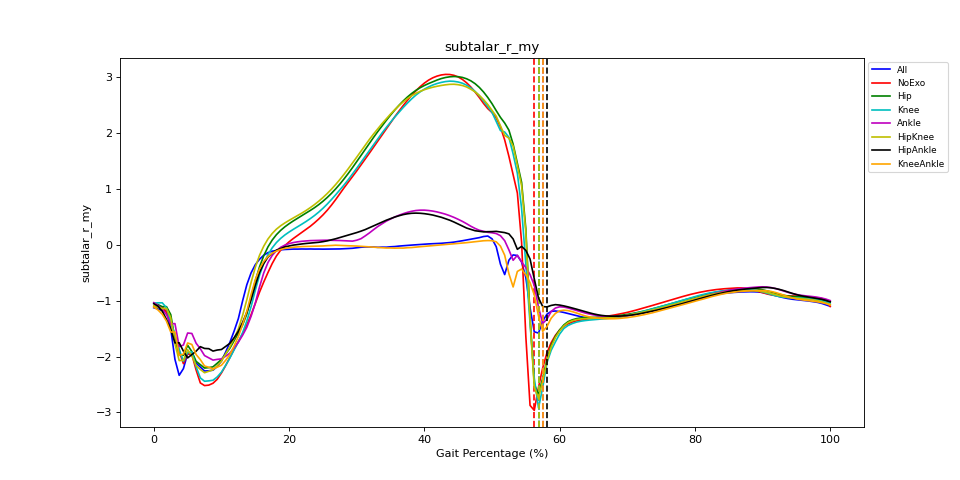 subtalar_r_my
3
2
1
0
−1
−2
−3
subtalar_r_my
0
20
40
60
80
100
Gait Percentage (%)
All
NoExo
Hip
Knee
Ankle
HipKnee
HipAnkle
KneeAnkle